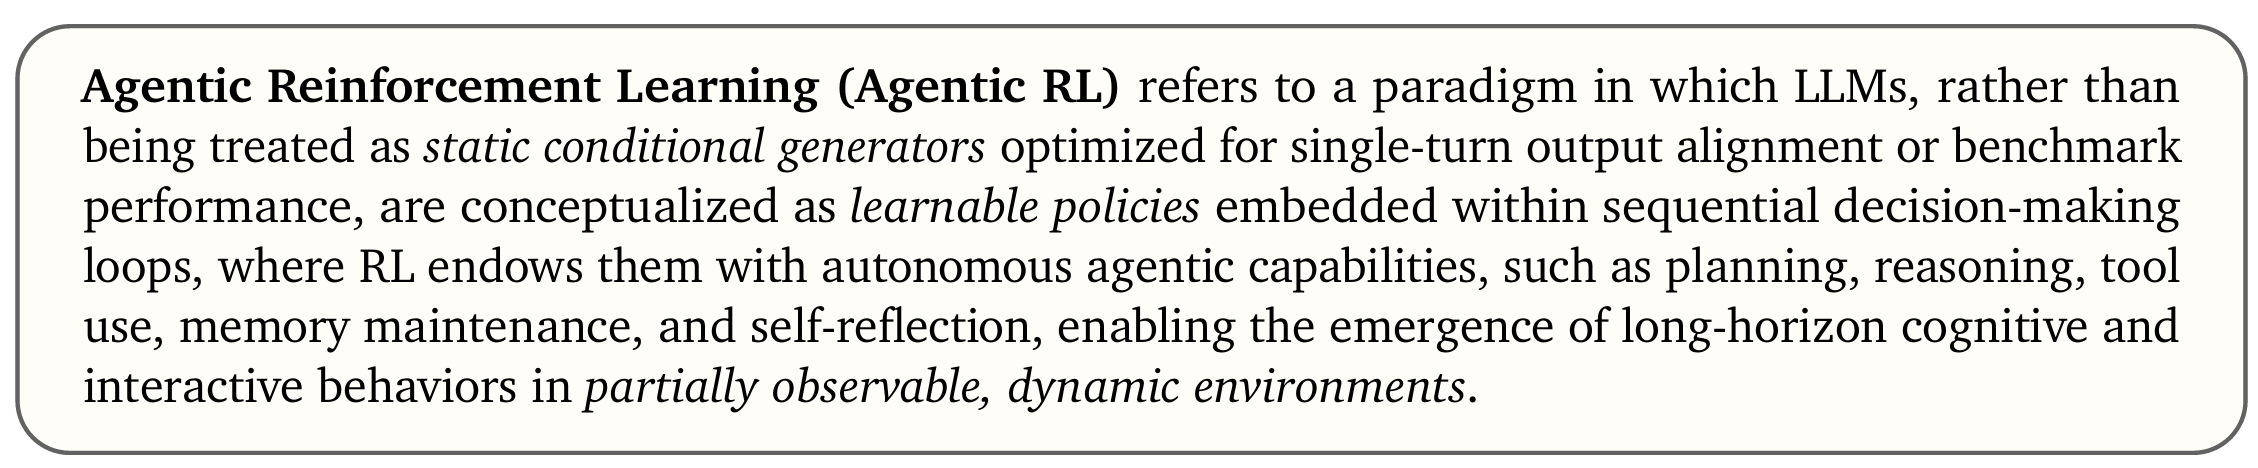 Agentic Reinforcement Learning (Agentic RL) refers to a paradigm in which LLMs, rather than
being treated as static conditional generators optimized for single-turn output alignment or benchmark
performance, are conceptualized as learnable policies embedded within sequential decision-making
loops, where RL endows them with autonomous agentic capabilities, such as planning, reasoning, tool
use, memory maintenance, and self-reflection, enabling the emergence of long-horizon cognitive and
interactive behaviors in partially observable, dynamic environments.